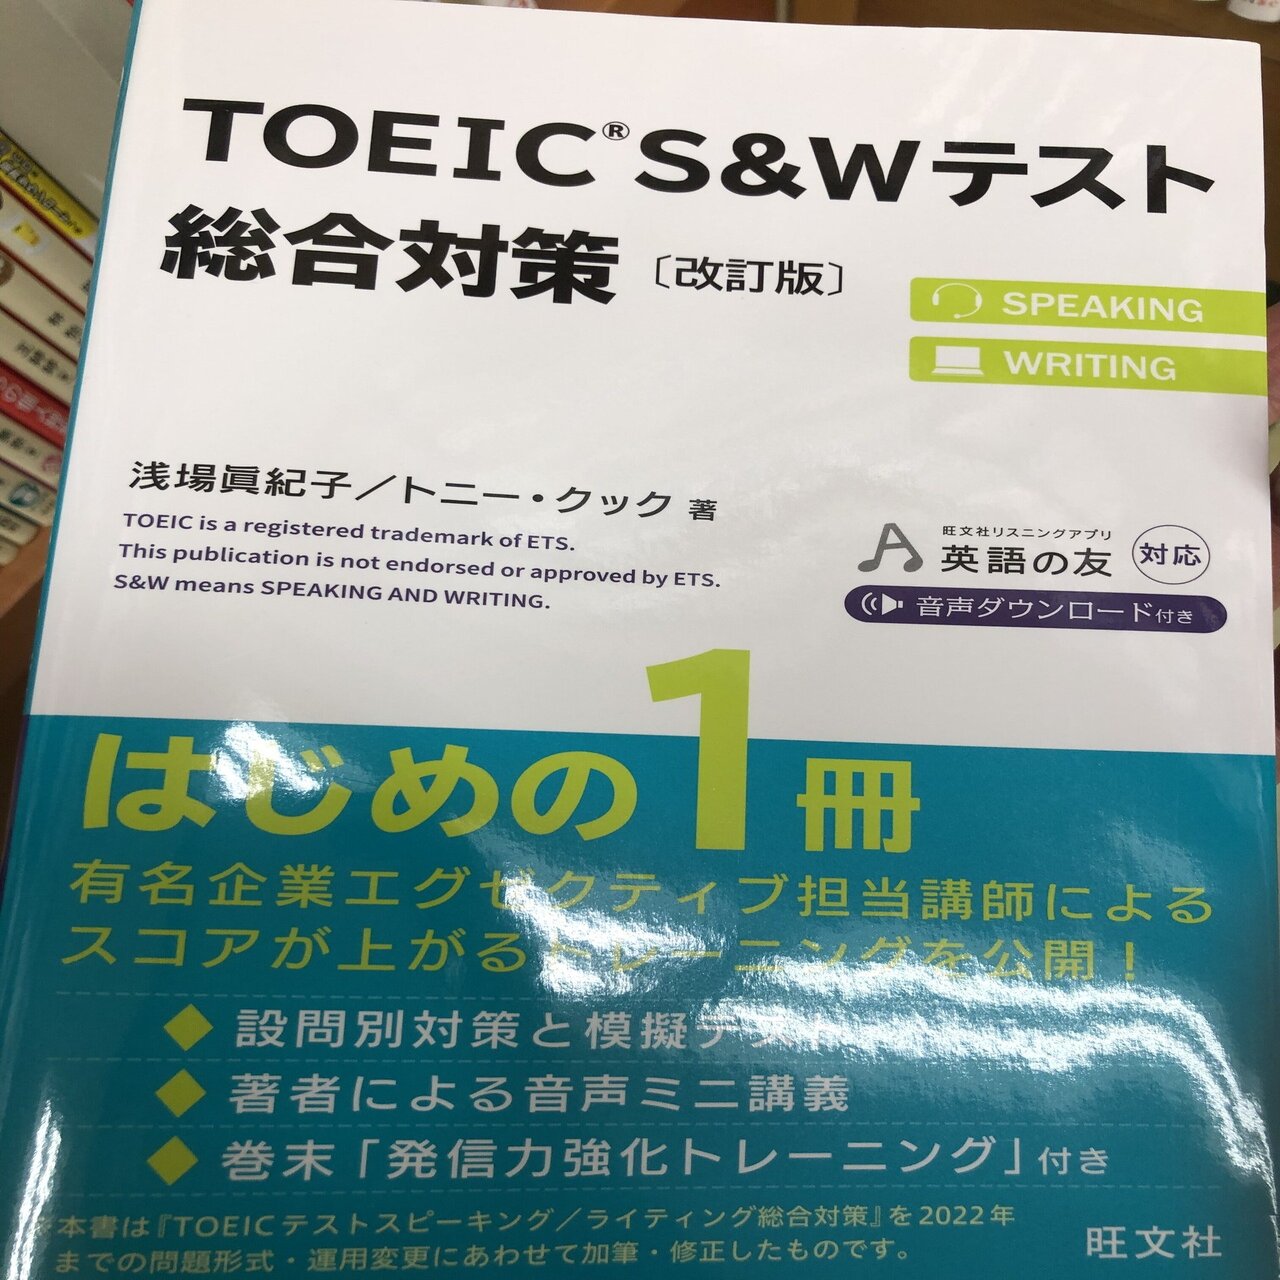 TOEIC® S&Wテスト
総合対策〔改訂版〕
SPEAKING
WRITING
浅場眞紀子／トニー・クック 著
TOEIC is a registered trademark of ETS.
This publication is not endorsed or approved by ETS.
S&W means SPEAKING AND WRITING.
旺文社リスニングアプリ
英語の友 対応
音声ダウンロード付き
はじめの1冊
有名企業エグゼクティブ担当講師による
スコアが上がるトレーニングを公開！
設問別対策と模擬テスト
著者による音声ミニ講義
巻末「発信力強化トレーニング」付き
※本書は『TOEICテストスピーキング／ライティング総合対策』を2022年
までの問題形式・運用変更にあわせて加筆・修正したものです。
旺文社